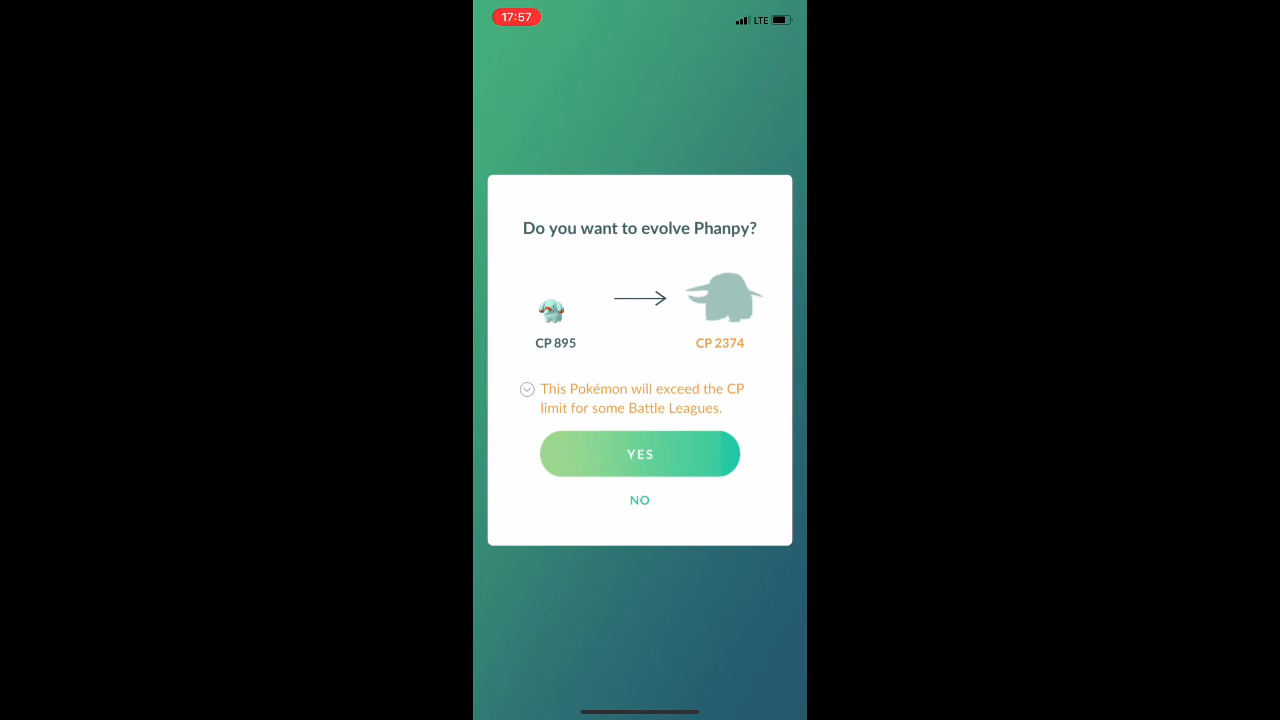 17:57
LTE
Do you want to evolve Phanpy?
CP 895
CP 2374
This Pokémon will exceed the CP
limit for some Battle Leagues.
YES
NO